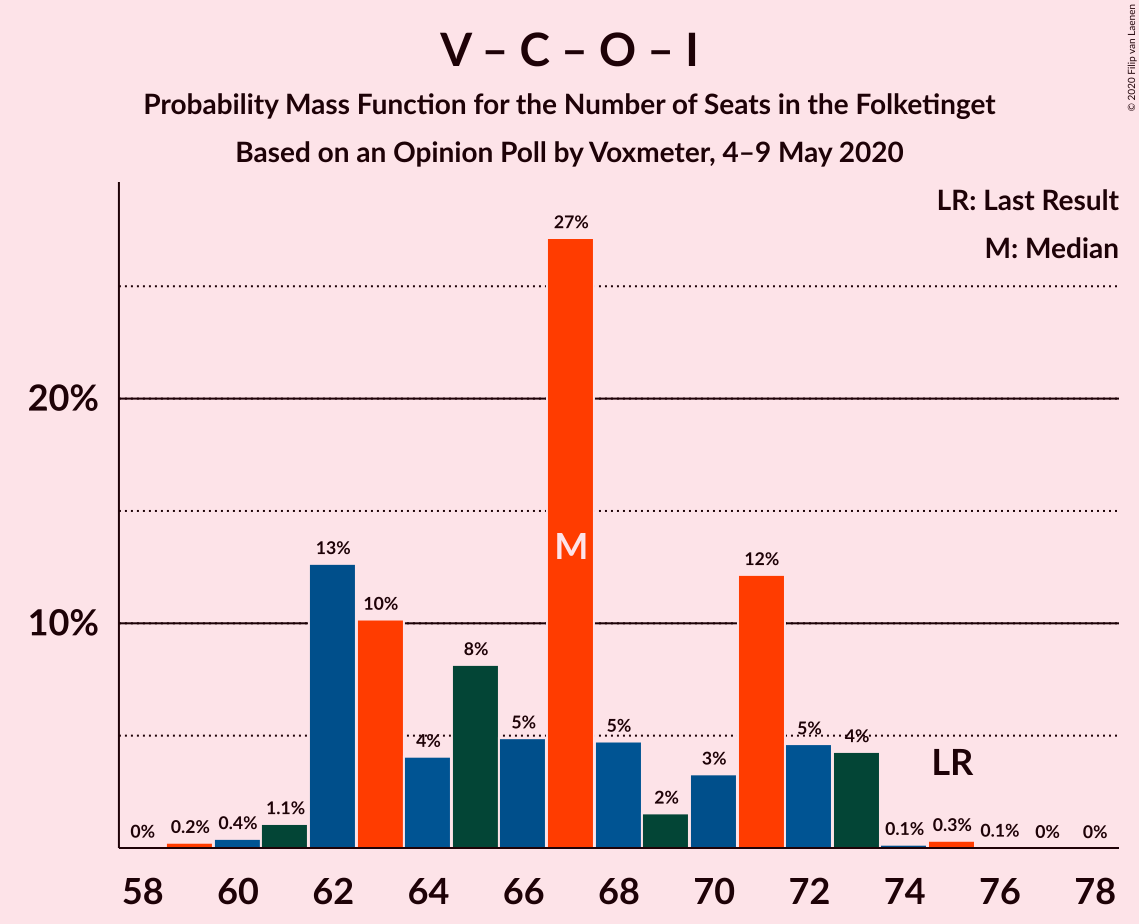 V – C – O – I
Probability Mass Function for the Number of Seats in the Folketinget
Based on an Opinion Poll by Voxmeter, 4–9 May 2020
© 2020 Filip van Laenen
LR: Last Result
M: Median
20%
10%
0%
0.2%
0.4%
1.1%
13%
10%
4%
8%
5%
27%
M
5%
2%
3%
12%
5%
4%
0.1%
0.3%
LR
0.1%
0%
0%
58 60 62 64 66 68 70 72 74 76 78